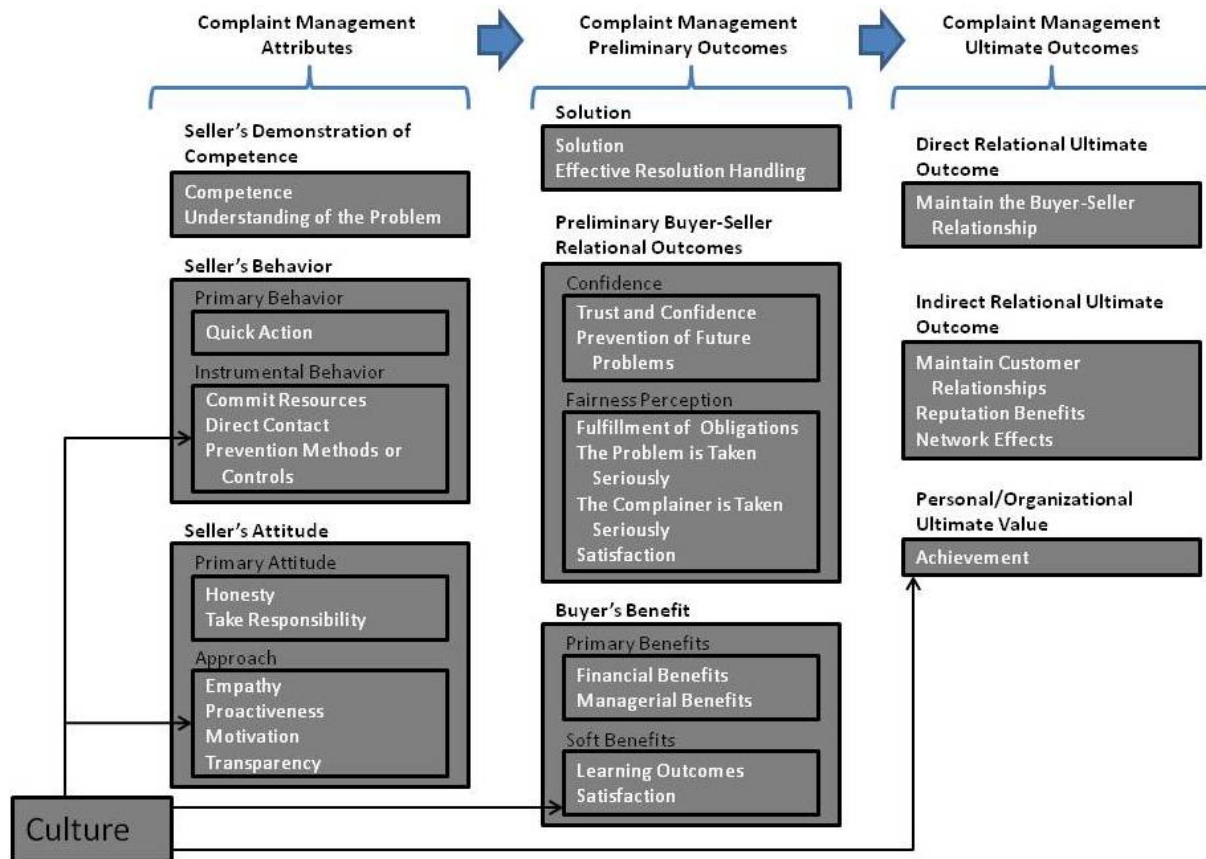 Complaint Management
Attributes
Seller's Demonstration of
Competence
Competence
Understanding of the Problem
Seller's Behavior
Primary Behavior
Quick Action
Instrumental Behavior
Commit Resources
Direct Contact
Prevention Methods or
Controls
Seller's Attitude
Primary Attitude
Honesty
Take Responsibility
Approach
Empathy
Proactiveness
Motivation
Transparency
Culture
Complaint Management
Preliminary Outcomes
Solution
Solution
Effective Resolution Handling
Preliminary Buyer-Seller
Relational Outcomes
Confidence
Trust and Confidence
Prevention of Future
Problems
Fairness Perception
Fulfillment of Obligations
The Problem is Taken
Seriously
The Complainer is Taken
Seriously
Satisfaction
Buyer's Benefit
Primary Benefits
Financial Benefits
Managerial Benefits
Soft Benefits
Learning Outcomes
Satisfaction
Complaint Management
Ultimate Outcomes
Direct Relational Ultimate
Outcome
Maintain the Buyer-Seller
Relationship
Indirect Relational Ultimate
Outcome
Maintain Customer
Relationships
Reputation Benefits
Network Effects
Personal/Organizational
Ultimate Value
Achievement